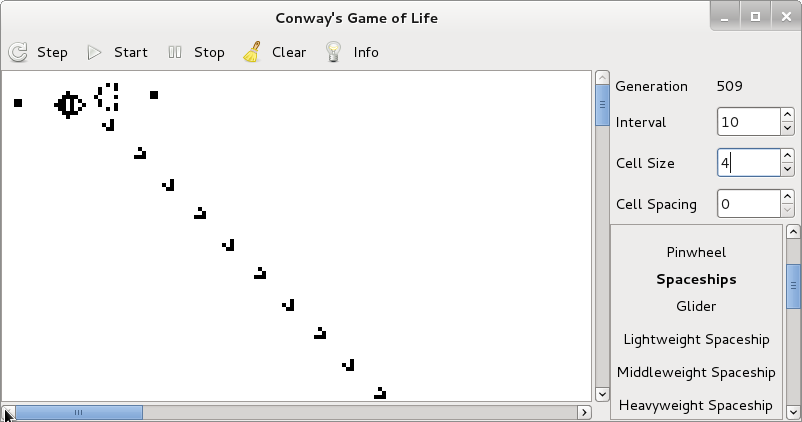 Conway's Game of Life
Step Start Stop Clear Info
Generation 509
Interval 10
Cell Size 4
Cell Spacing 0
Pinwheel
Spaceships
Glider
Lightweight Spaceship
Middleweight Spaceship
Heavyweight Spaceship